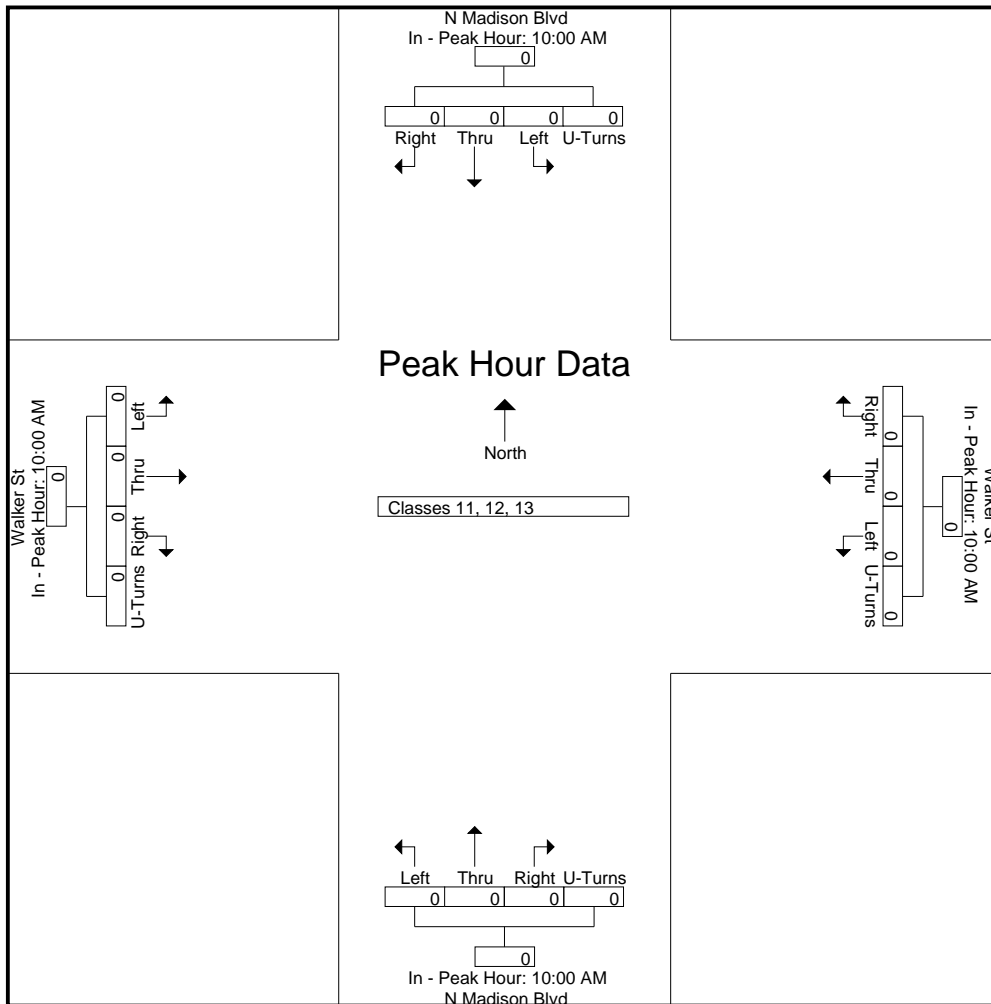 N Madison Blvd
In - Peak Hour: 10:00 AM
0
0 0 0 0
Right Thru Left U-Turns
Peak Hour Data
North
Classes 11, 12, 13
Walker St
In - Peak Hour: 10:00 AM
0
0 0 0 0
Left Thru Right U-Turns
Walker St
In - Peak Hour: 10:00 AM
0
0 0 0 0
Right Thru Left U-Turns
Left Thru Right U-Turns
0 0 0 0
0
In - Peak Hour: 10:00 AM
N Madison Blvd